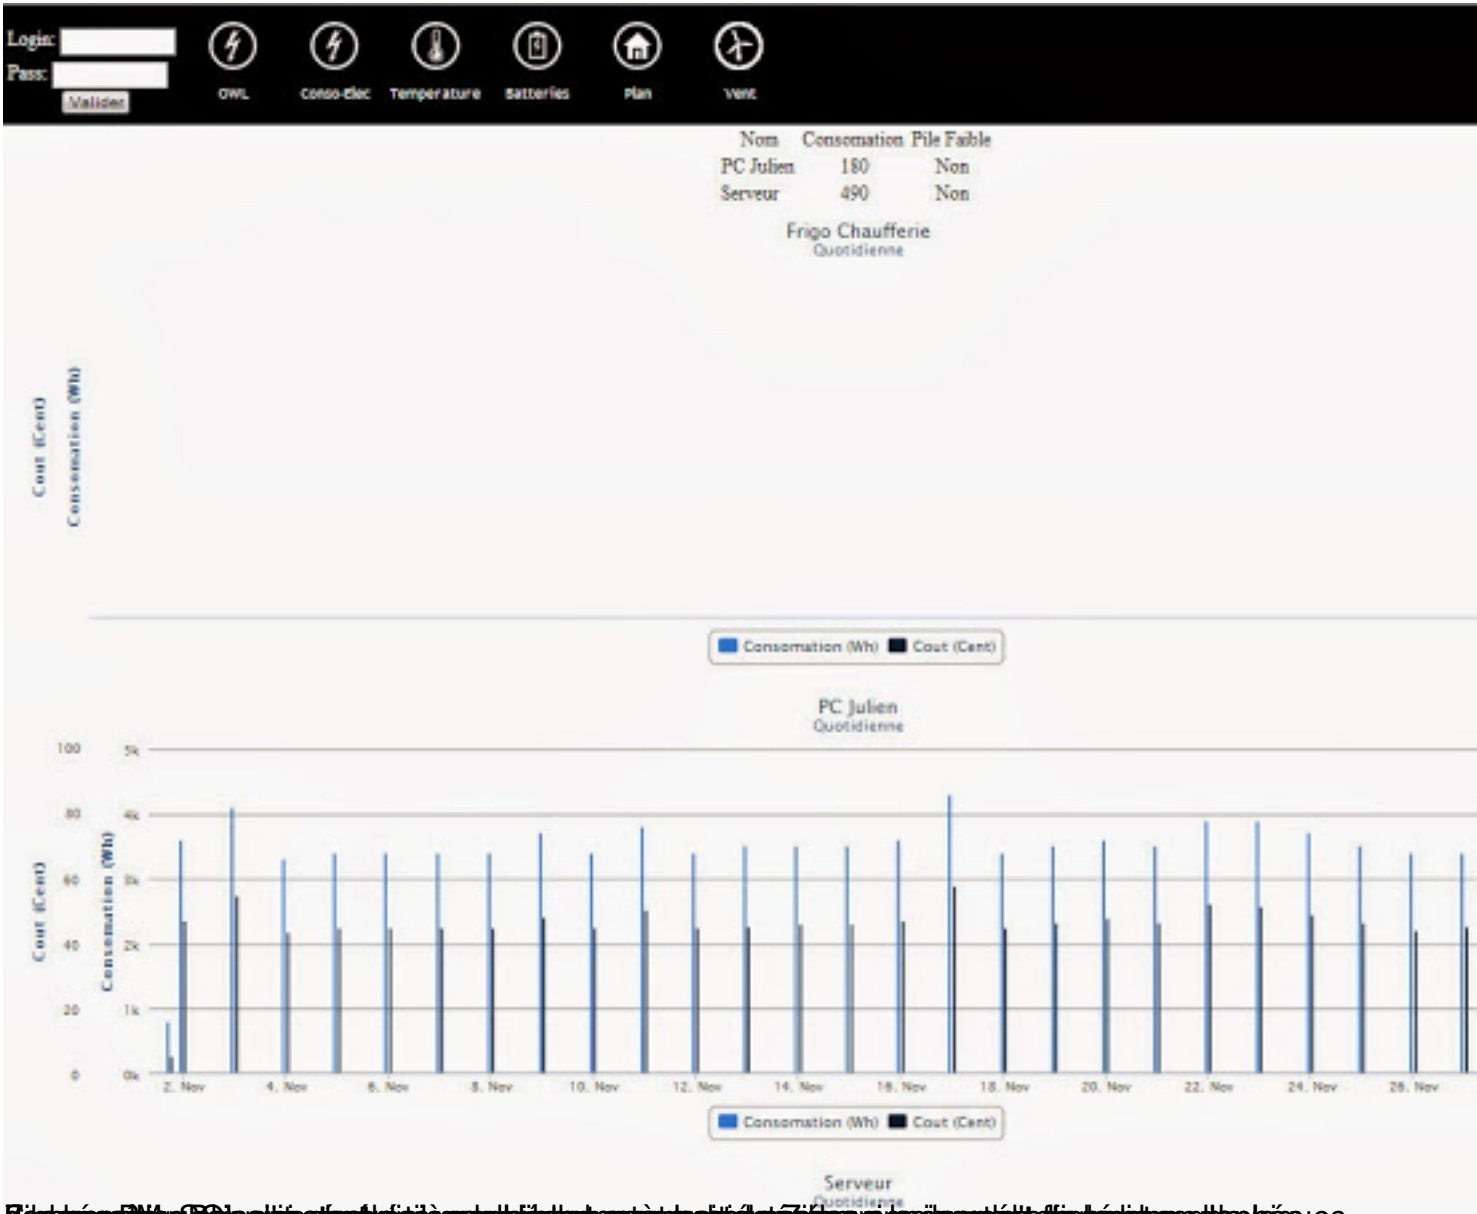 Login:
Pass:
Valider
OWL Conso-Elec Temperature Batteries Plan Vent
Nom Consomation Pile Faible
PC Julien 180 Non
Serveur 490 Non
Frigo Chaufferie
Quotidienne
Cout (Cent)
Consomation (Wh)
Consomation (Wh) Cout (Cent)
PC Julien
Quotidienne
Cout (Cent)
100
80
60
40
20
0
Consomation (Wh)
5k
4k
3k
2k
1k
0k
2. Nov 4. Nov 6. Nov 8. Nov 10. Nov 12. Nov 14. Nov 16. Nov 18. Nov 20. Nov 22. Nov 24. Nov 26. Nov
Consomation (Wh) Cout (Cent)
Serveur
Quotidienne